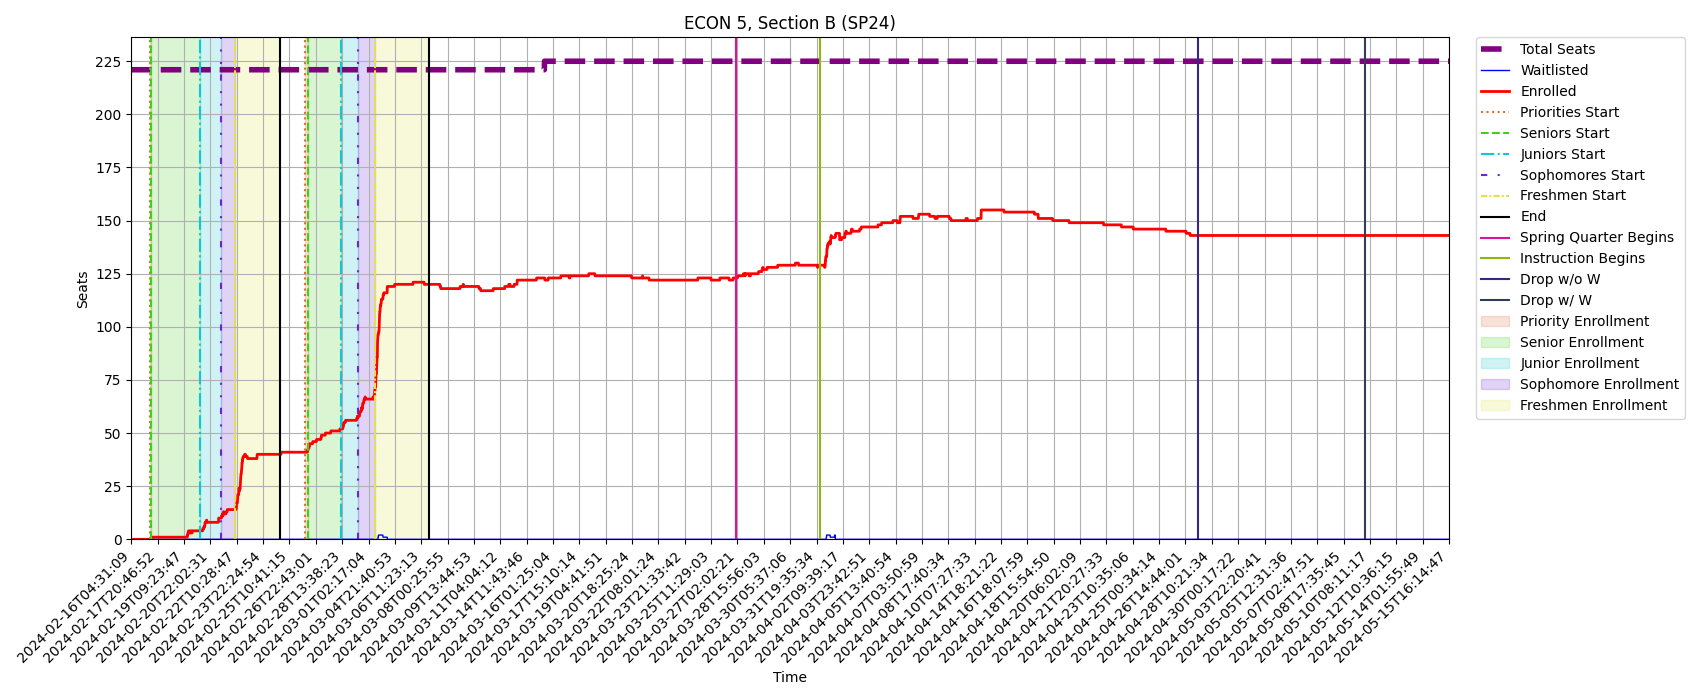 ECON 5, Section B (SP24)
225
200
175
150
125
100
75
50
25
0
Seats
2024-02-16T04:31:09
2024-02-17T20:46:52
2024-02-19T09:23:47
2024-02-20T22:02:31
2024-02-22T10:28:47
2024-02-23T22:24:54
2024-02-25T10:41:15
2024-02-26T22:43:01
2024-02-28T13:38:23
2024-03-01T02:17:04
2024-03-04T21:40:53
2024-03-06T11:23:13
2024-03-08T00:25:55
2024-03-09T13:44:53
2024-03-11T04:04:12
2024-03-14T11:43:46
2024-03-16T01:25:04
2024-03-17T15:10:14
2024-03-19T04:41:51
2024-03-20T18:25:24
2024-03-22T08:01:24
2024-03-23T21:33:42
2024-03-25T11:29:03
2024-03-27T02:02:21
2024-03-28T15:56:03
2024-03-30T05:37:06
2024-03-31T19:35:34
2024-04-02T09:39:17
2024-04-03T23:42:51
2024-04-05T13:40:54
2024-04-07T03:50:59
2024-04-08T17:40:34
2024-04-10T07:27:33
2024-04-14T18:21:22
2024-04-16T18:07:59
2024-04-18T15:54:50
2024-04-20T06:02:09
2024-04-21T20:27:33
2024-04-23T10:35:06
2024-04-25T00:34:14
2024-04-26T14:44:01
2024-04-28T10:21:34
2024-04-30T00:17:22
2024-05-03T22:20:41
2024-05-05T12:31:36
2024-05-07T02:47:51
2024-05-08T17:35:45
2024-05-10T08:11:17
2024-05-12T10:36:15
2024-05-14T01:55:49
2024-05-15T16:14:47
Time
Total Seats
Waitlisted
Enrolled
Priorities Start
Seniors Start
Juniors Start
Sophomores Start
Freshmen Start
End
Spring Quarter Begins
Instruction Begins
Drop w/o W
Drop w/ W
Priority Enrollment
Senior Enrollment
Junior Enrollment
Sophomore Enrollment
Freshmen Enrollment